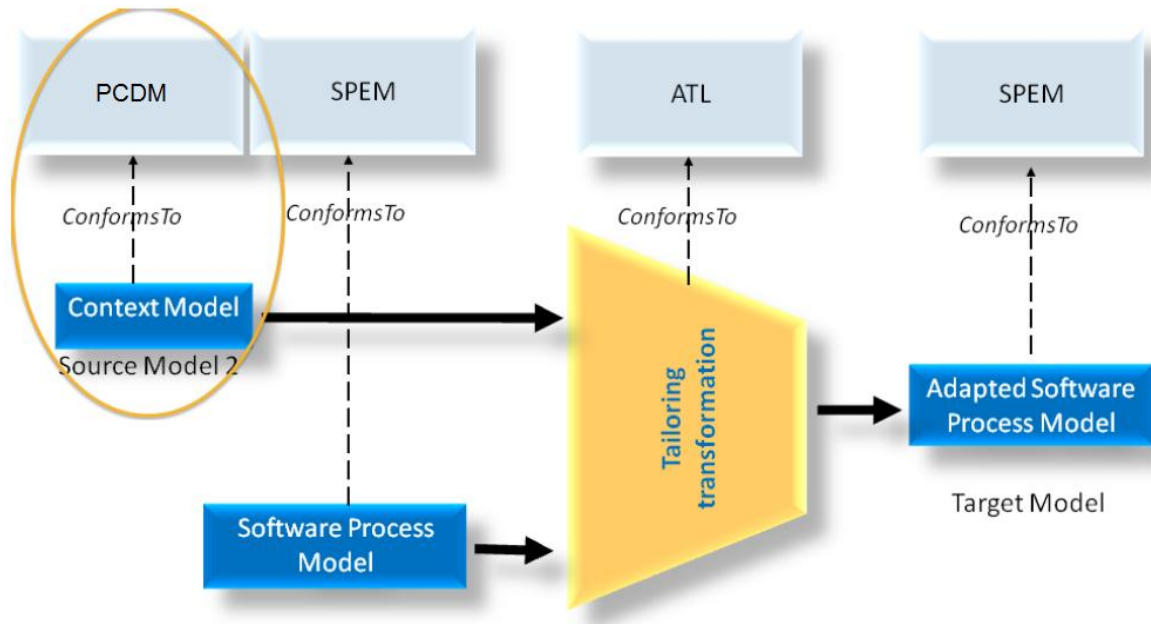 PCDM
SPEM
ATL
SPEM
ConformsTo
ConformsTo
ConformsTo
ConformsTo
Context Model
Source Model 2
Tailoring
transformation
Adapted Software
Process Model
Target Model
Software Process
Model